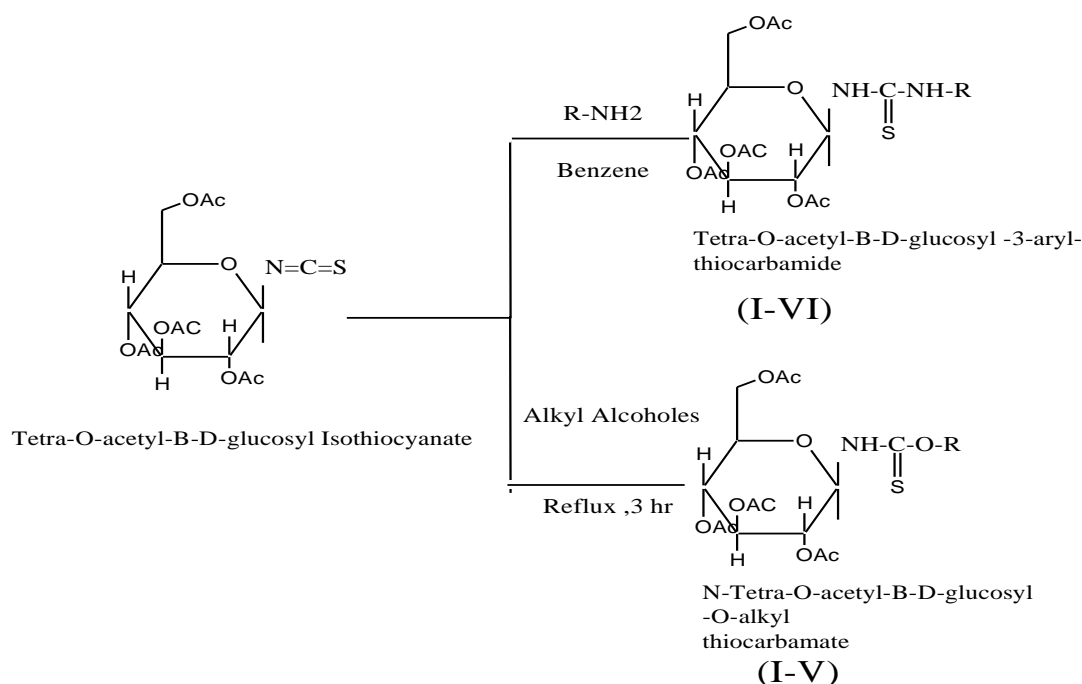 OAc
O
NH-C-NH-R
S
H
OAC
H
OAc
H
OAc
R-NH2
Benzene
Tetra-O-acetyl-B-D-glucosyl -3-aryl-
thiocarbamide
(I-VI)
OAc
O
N=C=S
H
OAC
H
OAc
H
OAc
Tetra-O-acetyl-B-D-glucosyl Isothiocyanate
Alkyl Alcoholes
Reflux ,3 hr
OAc
O
NH-C-O-R
S
H
OAC
H
OAc
H
OAc
N-Tetra-O-acetyl-B-D-glucosyl
-O-alkyl
thiocarbamate
(I-V)